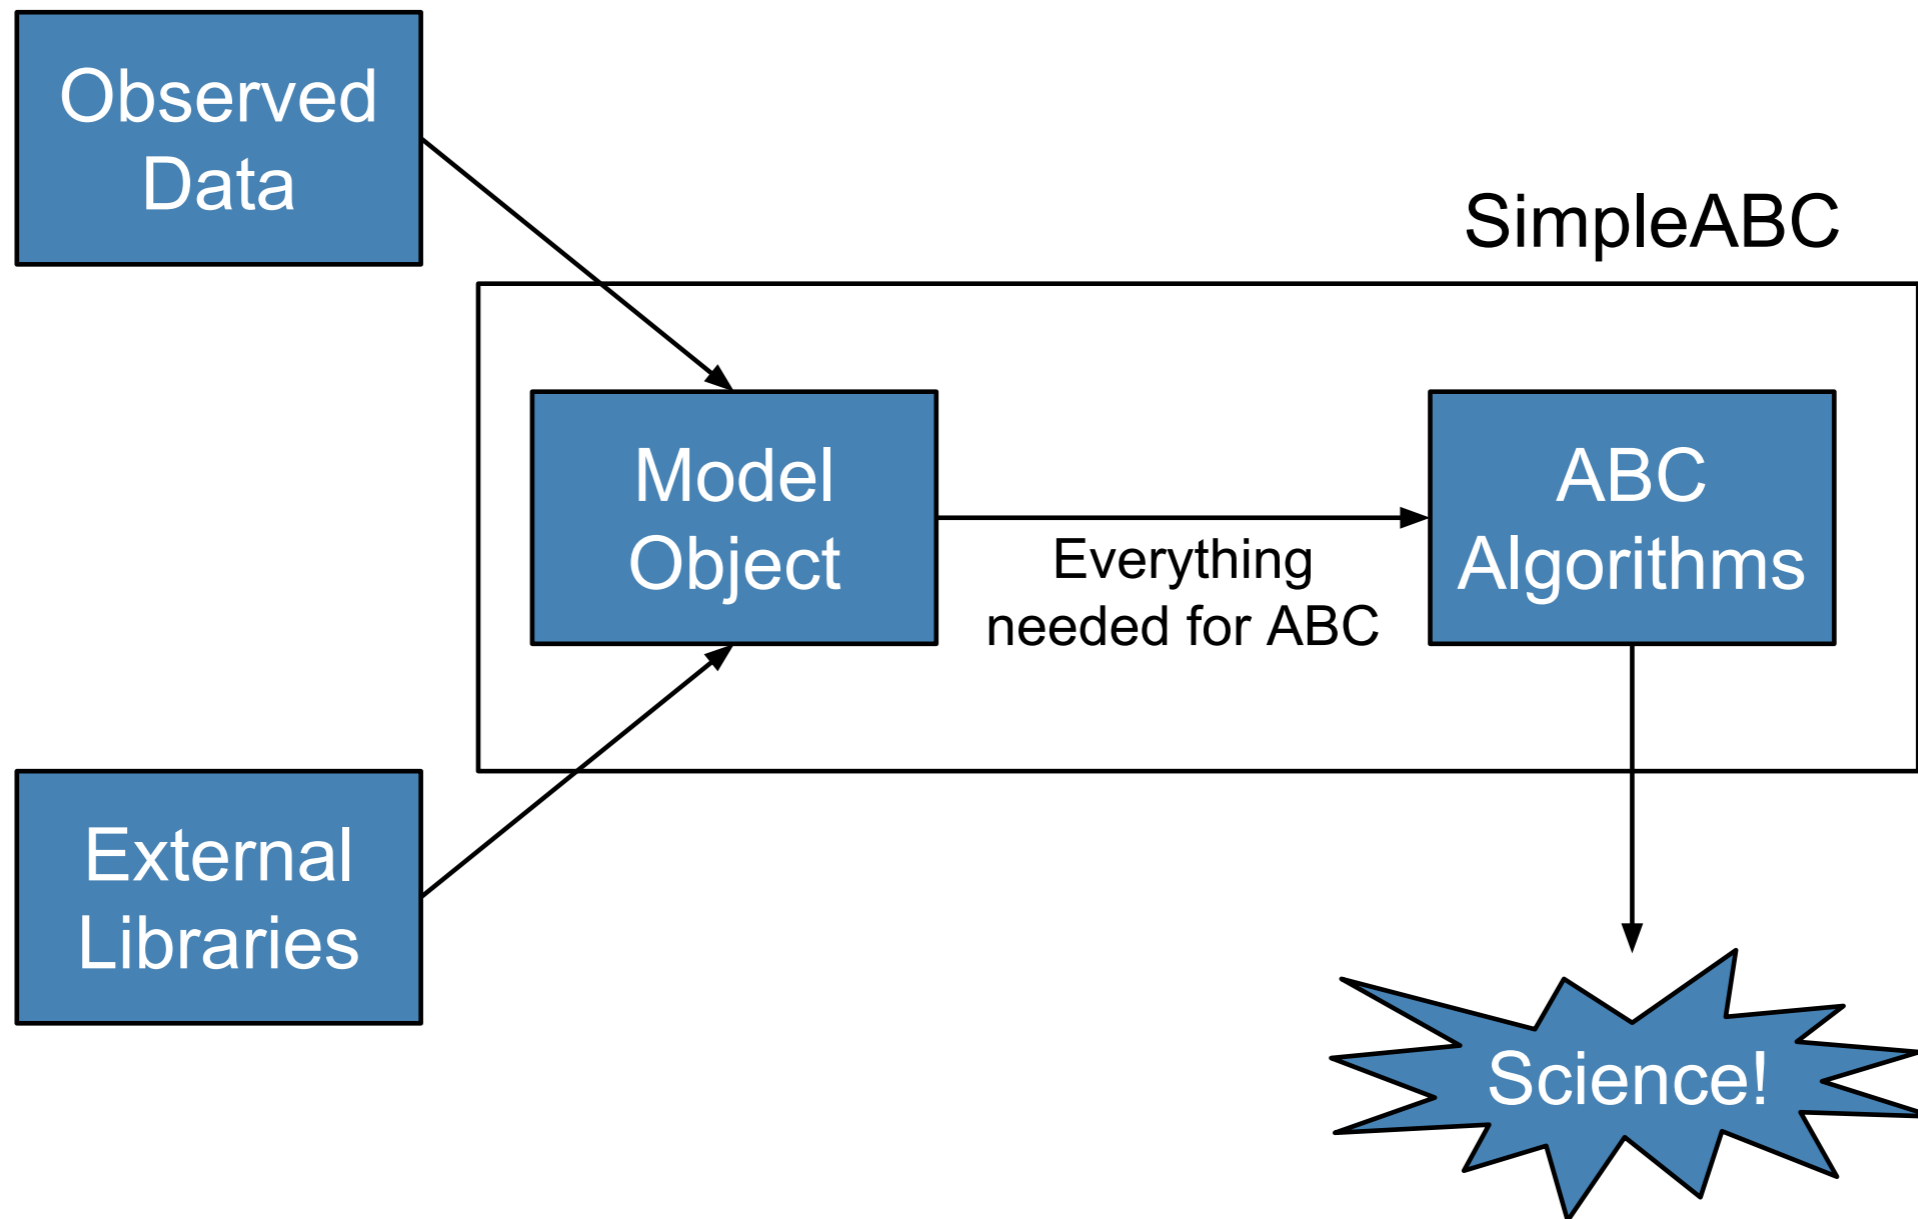 Observed
Data
SimpleABC
Model
Object
Everything
needed for ABC
ABC
Algorithms
External
Libraries
Science!